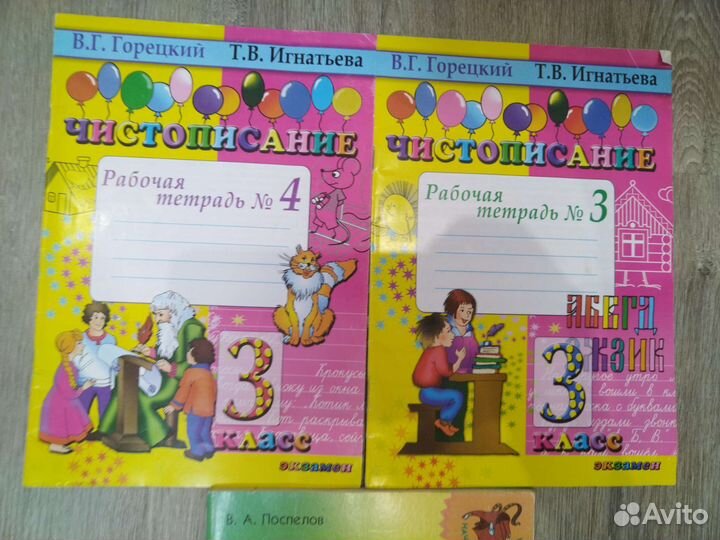 В.Г. Горецкий Т.В. Игнатьева
ЧИСТОПИСАНИЕ
Рабочая
тетрадь № 4
3
класс
экзамен
В.Г. Горецкий Т.В. Игнатьева
ЧИСТОПИСАНИЕ
Рабочая
тетрадь № 3
АБВГД
ЖЗИК
3
класс
экзамен
В. А. Поспелов
Avito